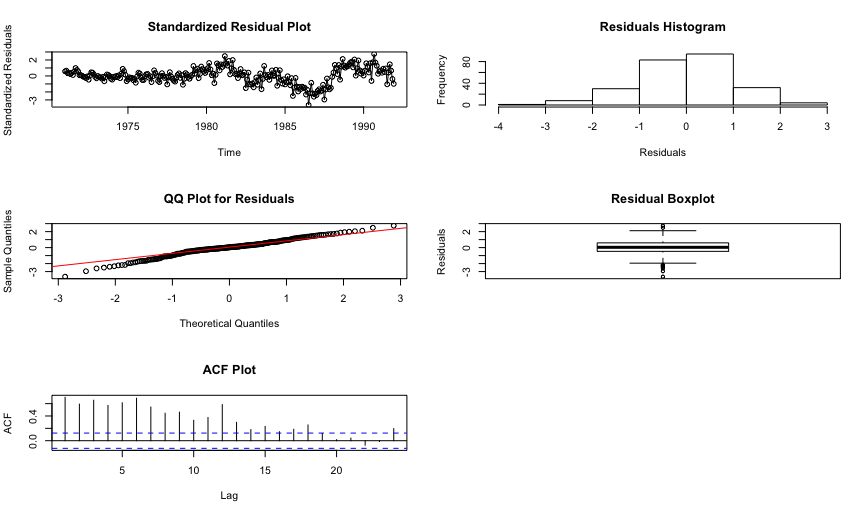 Standardized Residual Plot
Standardized Residuals
2
0
-3
1975 1980 1985 1990
Time
Residuals Histogram
Frequency
80
40
0
-4 -3 -2 -1 0 1 2 3
Residuals
QQ Plot for Residuals
Sample Quantiles
2
0
-3
-3 -2 -1 0 1 2 3
Theoretical Quantiles
Residual Boxplot
Residuals
2
0
-3
ACF Plot
ACF
0.4
0.0
5 10 15 20
Lag